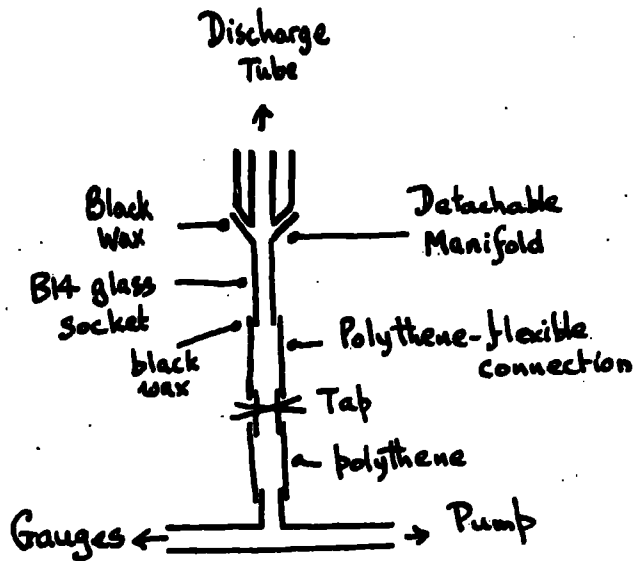 Discharge
Tube
Black
Wax
Detachable
Manifold
B14 glass
socket
black
wax
Polythene-flexible
connection
Tap
polythene
Gauges
Pump